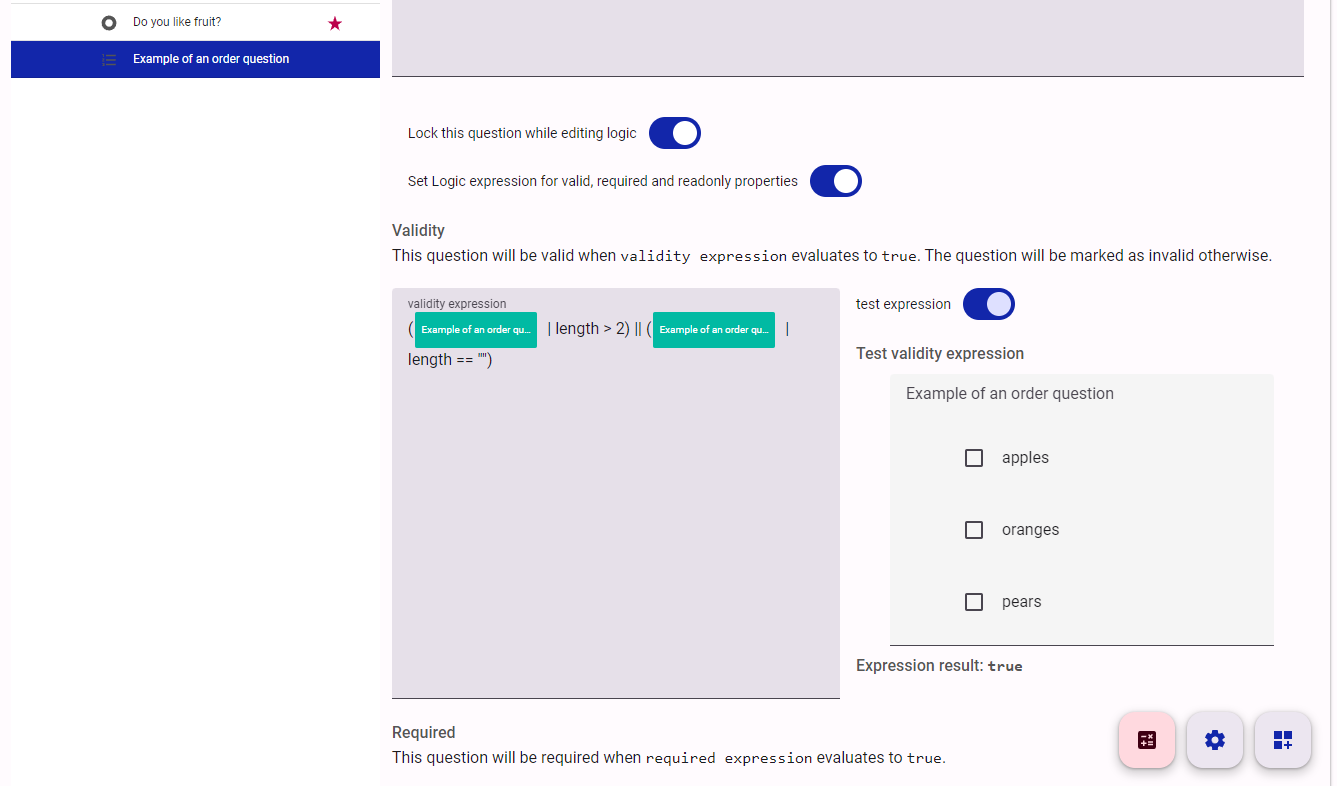 Do you like fruit?
Example of an order question
Lock this question while editing logic
Set Logic expression for valid, required and readonly properties
Validity
This question will be valid when validity expression evaluates to true. The question will be marked as invalid otherwise.
validity expression
( Example of an order qu... | length > 2) || ( Example of an order qu... |
length == "")
test expression
Test validity expression
Example of an order question
apples
oranges
pears
Expression result: true
Required
This question will be required when required expression evaluates to true.